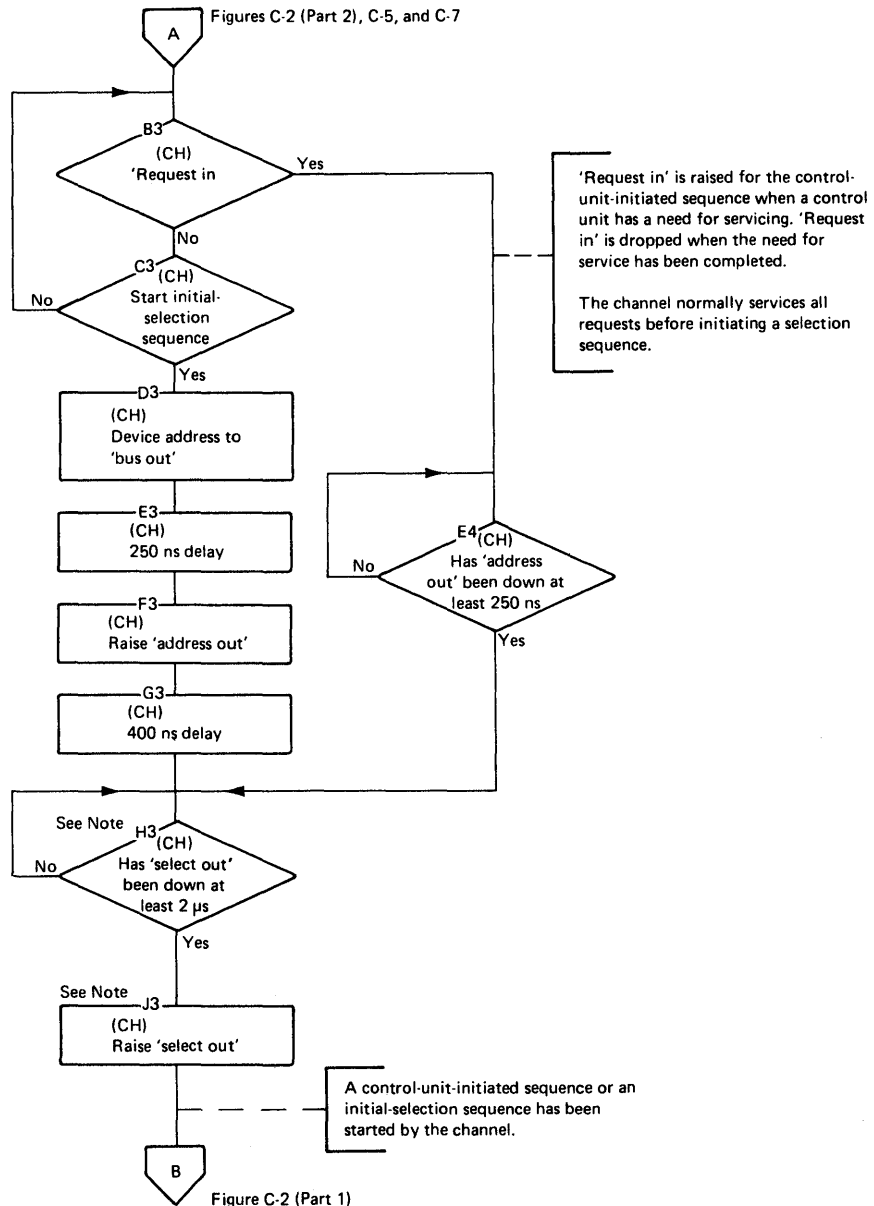 A
Figures C-2 (Part 2), C-5, and C-7
B3
(CH)
'Request in
Yes
No
'Request in' is raised for the control-
unit-initiated sequence when a control
unit has a need for servicing. 'Request
in' is dropped when the need for
service has been completed.
The channel normally services all
requests before initiating a selection
sequence.
C3
(CH)
Start initial-
selection
sequence
No
Yes
D3
(CH)
Device address to
'bus out'
E3
(CH)
250 ns delay
E4
(CH)
Has 'address
out' been down at
least 250 ns
No
Yes
F3
(CH)
Raise 'address out'
G3
(CH)
400 ns delay
See Note
H3
(CH)
Has 'select out'
been down at
least 2 μs
No
Yes
See Note
J3
(CH)
Raise 'select out'
A control-unit-initiated sequence or an
initial-selection sequence has been
started by the channel.
B
Figure C-2 (Part 1)